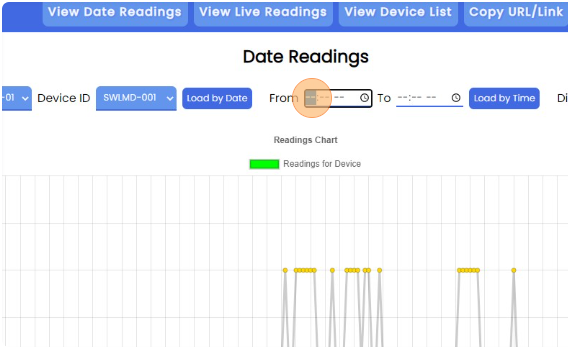 View Date Readings View Live Readings View Device List Copy URL/Link
Date Readings
-01 Device ID SWLMD-001 Load by Date From --:-- -- To --:-- -- Load by Time Di
Readings Chart
Readings for Device